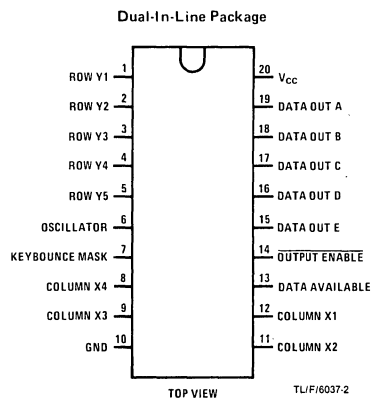 Dual-In-Line Package
ROW Y1 1
20 VCC
ROW Y2 2
19 DATA OUT A
ROW Y3 3
18 DATA OUT B
ROW Y4 4
17 DATA OUT C
ROW Y5 5
16 DATA OUT D
OSCILLATOR 6
15 DATA OUT E
KEYBOUNCE MASK 7
14 OUTPUT ENABLE
COLUMN X4 8
13 DATA AVAILABLE
COLUMN X3 9
12 COLUMN X1
GND 10
11 COLUMN X2
TOP VIEW
TL/F/6037-2